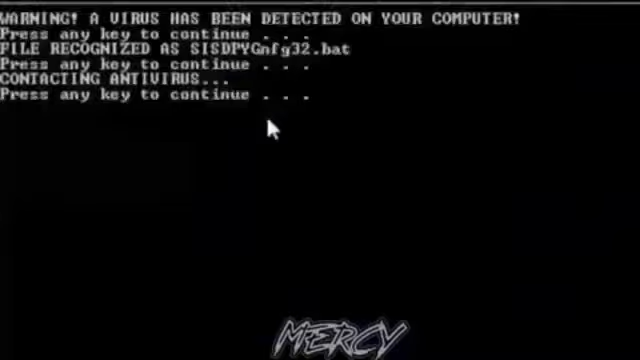 WARNING! A VIRUS HAS BEEN DETECTED ON YOUR COMPUTER!
Press any key to continue . . .
FILE RECOGNIZED AS SISDPYGnfg32.bat
Press any key to continue . . .
CONTACTING ANTIVIRUS...
Press any key to continue . . .
MERCY